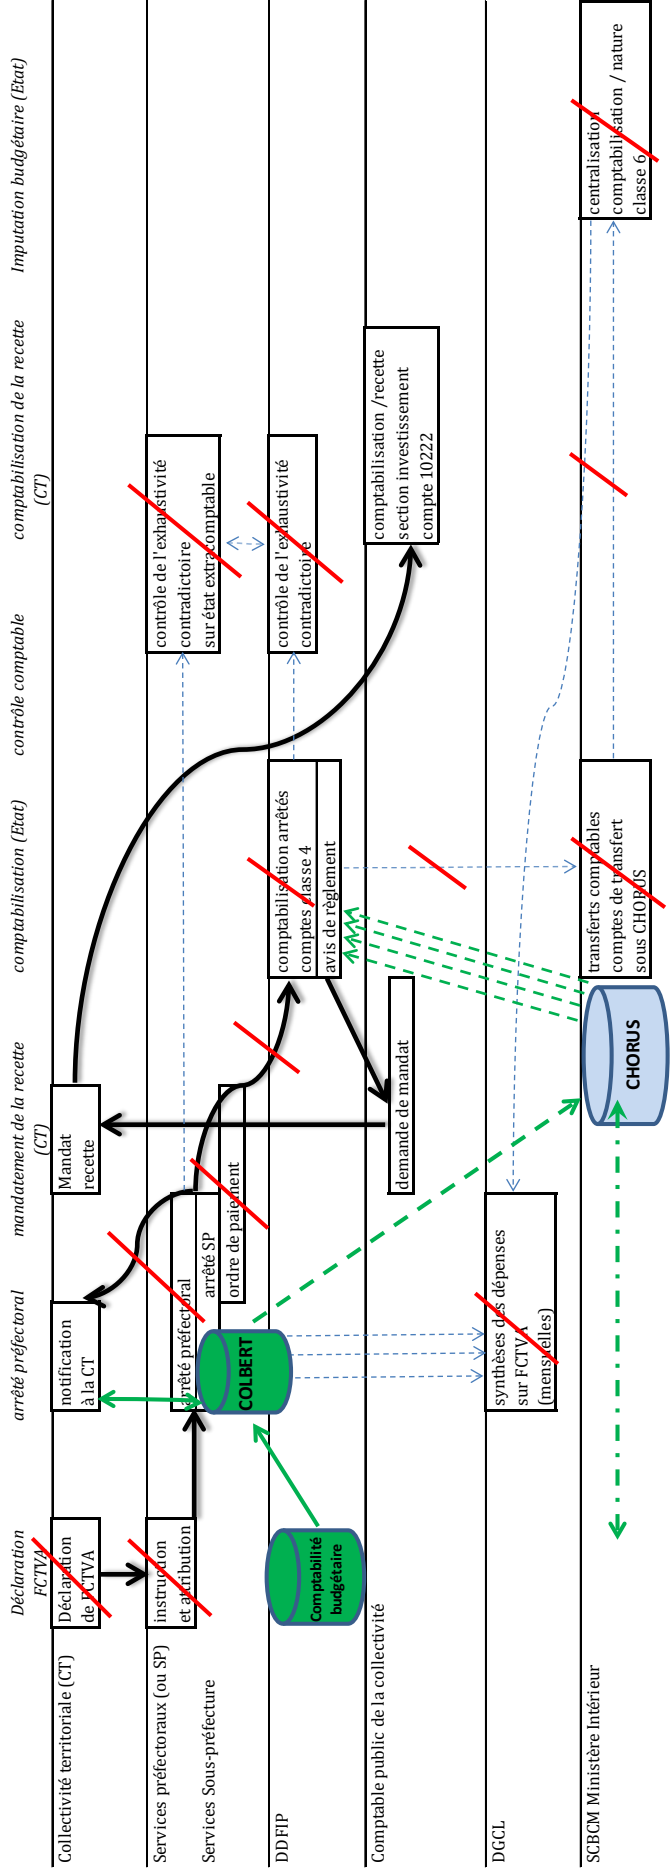 Déclaration
FCTVA
arrêté préfectoral
mandatement de la recette
(CT)
comptabilisation (Etat)
contrôle comptable
comptabilisation de la recette
(CT)
Imputation budgétaire (Etat)
Collectivité territoriale (CT)
Déclaration
de FCTVA
notification
à la CT
Mandat
recette
Services préfectoraux (ou SP)
Services Sous-préfecture
instruction
et attribution
arrêté préfectoral
arrêté SP
ordre de paiement
contrôle de l'exhaustivité
contradictoire
sur état extracomptable
COLBERT
DDFIP
Comptabilité
budgétaire
comptabilisation arrêtés
comptes classe 4
avis de règlement
contrôle de l'exhaustivité
contradictoire
Comptable public de la collectivité
demande de mandat
comptabilisation /recette
section investissement
compte 10222
DGCL
synthèses des dépenses
sur FCTVA
(mensuelles)
SCBCM Ministère Intérieur
CHORUS
transferts comptables
comptes de transfert
sous CHORUS
centralisation
comptabilisation / nature
classe 6